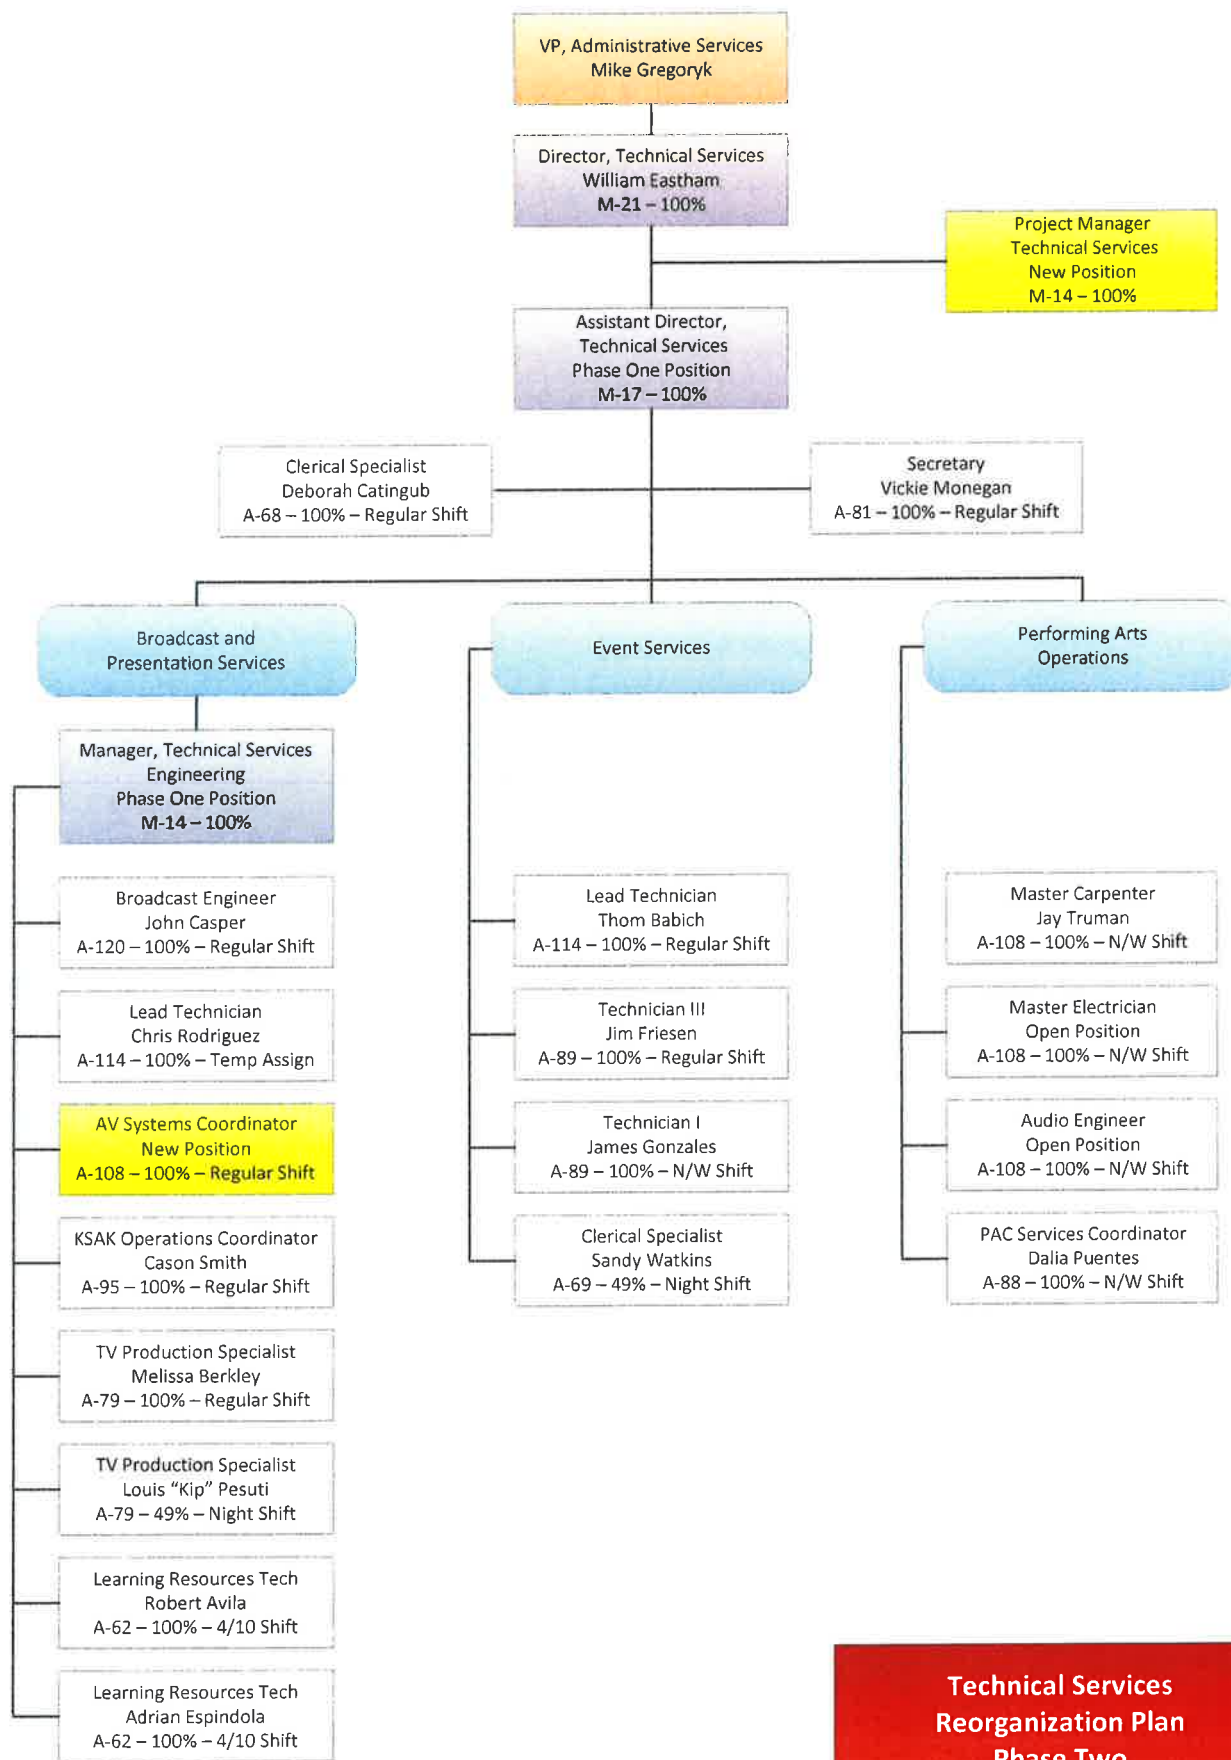 VP, Administrative Services
Mike Gregoryk
Director, Technical Services
William Eastham
M-21 – 100%
Project Manager
Technical Services
New Position
M-14 – 100%
Assistant Director,
Technical Services
Phase One Position
M-17 – 100%
Clerical Specialist
Deborah Catingub
A-68 – 100% – Regular Shift
Secretary
Vickie Monegan
A-81 – 100% – Regular Shift
Broadcast and
Presentation Services
Event Services
Performing Arts
Operations
Manager, Technical Services
Engineering
Phase One Position
M-14 – 100%
Broadcast Engineer
John Casper
A-120 – 100% – Regular Shift
Lead Technician
Chris Rodriguez
A-114 – 100% – Temp Assign
AV Systems Coordinator
New Position
A-108 – 100% – Regular Shift
KSAK Operations Coordinator
Cason Smith
A-95 – 100% – Regular Shift
TV Production Specialist
Melissa Berkley
A-79 – 100% – Regular Shift
TV Production Specialist
Louis “Kip” Pesuti
A-79 – 49% – Night Shift
Learning Resources Tech
Robert Avila
A-62 – 100% – 4/10 Shift
Learning Resources Tech
Adrian Espindola
A-62 – 100% – 4/10 Shift
Lead Technician
Thom Babich
A-114 – 100% – Regular Shift
Technician III
Jim Friesen
A-89 – 100% – Regular Shift
Technician I
James Gonzales
A-89 – 100% – N/W Shift
Clerical Specialist
Sandy Watkins
A-69 – 49% – Night Shift
Master Carpenter
Jay Truman
A-108 – 100% – N/W Shift
Master Electrician
Open Position
A-108 – 100% – N/W Shift
Audio Engineer
Open Position
A-108 – 100% – N/W Shift
PAC Services Coordinator
Dalia Puentes
A-88 – 100% – N/W Shift
Technical Services
Reorganization Plan
Phase Two